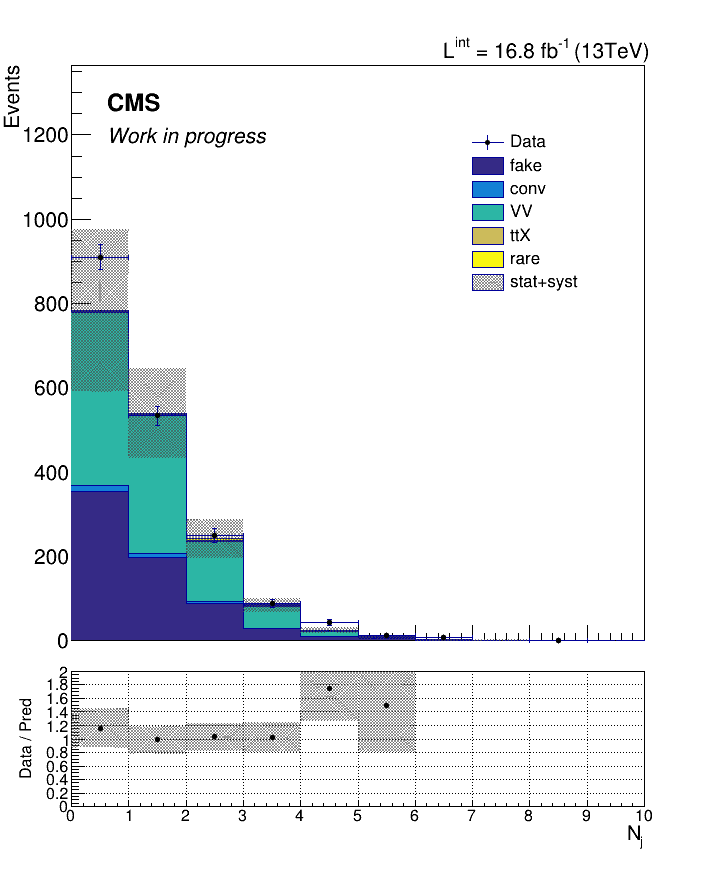 L^int = 16.8 fb^-1 (13TeV)
Events
CMS
Work in progress
1200
1000
800
600
400
200
0
Data
fake
conv
VV
ttX
rare
stat+syst
Data / Pred
2
1.8
1.6
1.4
1.2
1
0.8
0.6
0.4
0.2
0
0 1 2 3 4 5 6 7 8 9 10
N_j